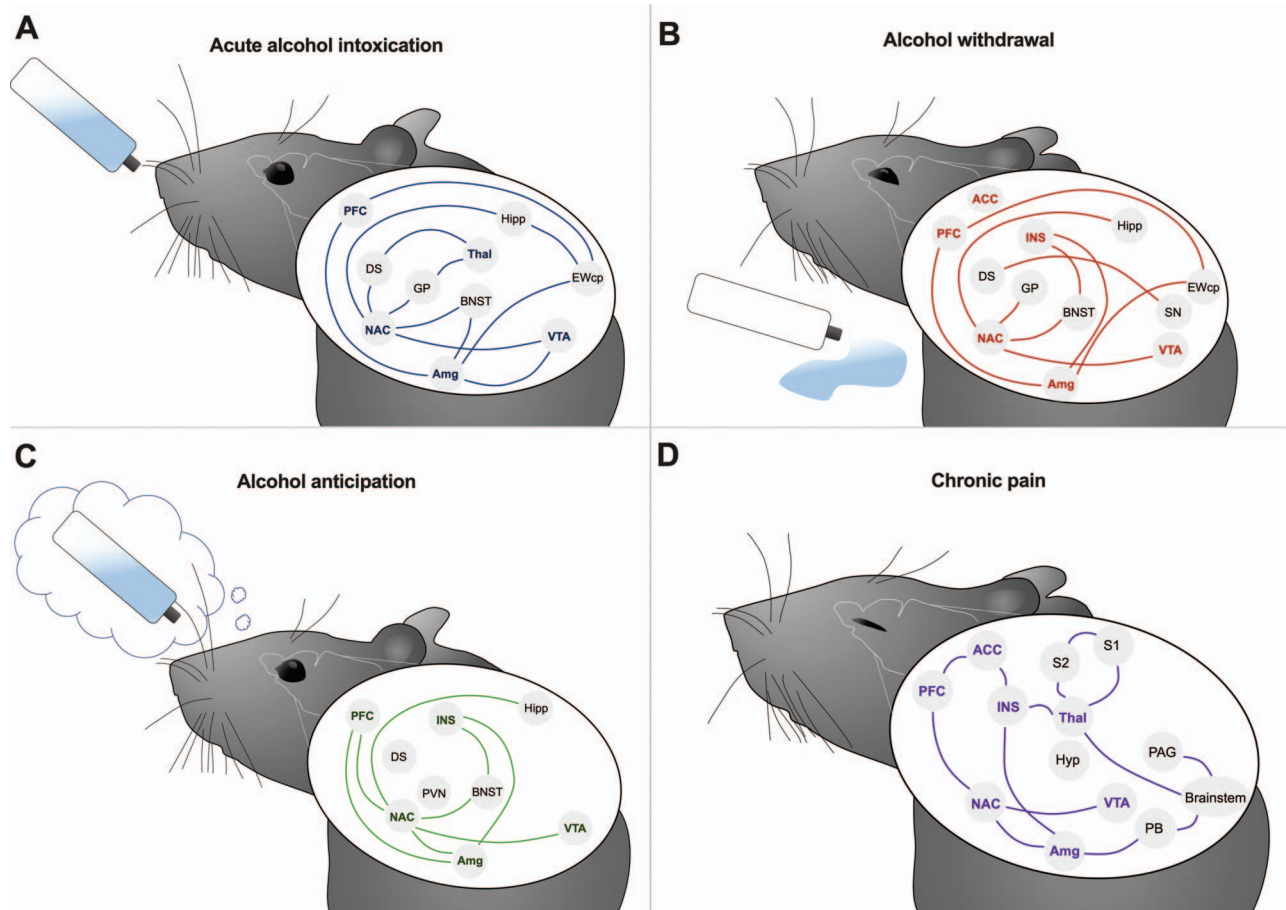 A
Acute alcohol intoxication
PFC
Hipp
Thal
DS
EWcp
GP
BNST
NAC
VTA
Amg
B
Alcohol withdrawal
ACC
Hipp
PFC
INS
DS
GP
EWcp
BNST
SN
NAC
VTA
Amg
C
Alcohol anticipation
Hipp
PFC
INS
DS
PVN
BNST
NAC
VTA
Amg
D
Chronic pain
S1
ACC
S2
PFC
INS
Thal
PAG
Hyp
Brainstem
NAC
VTA
PB
Amg